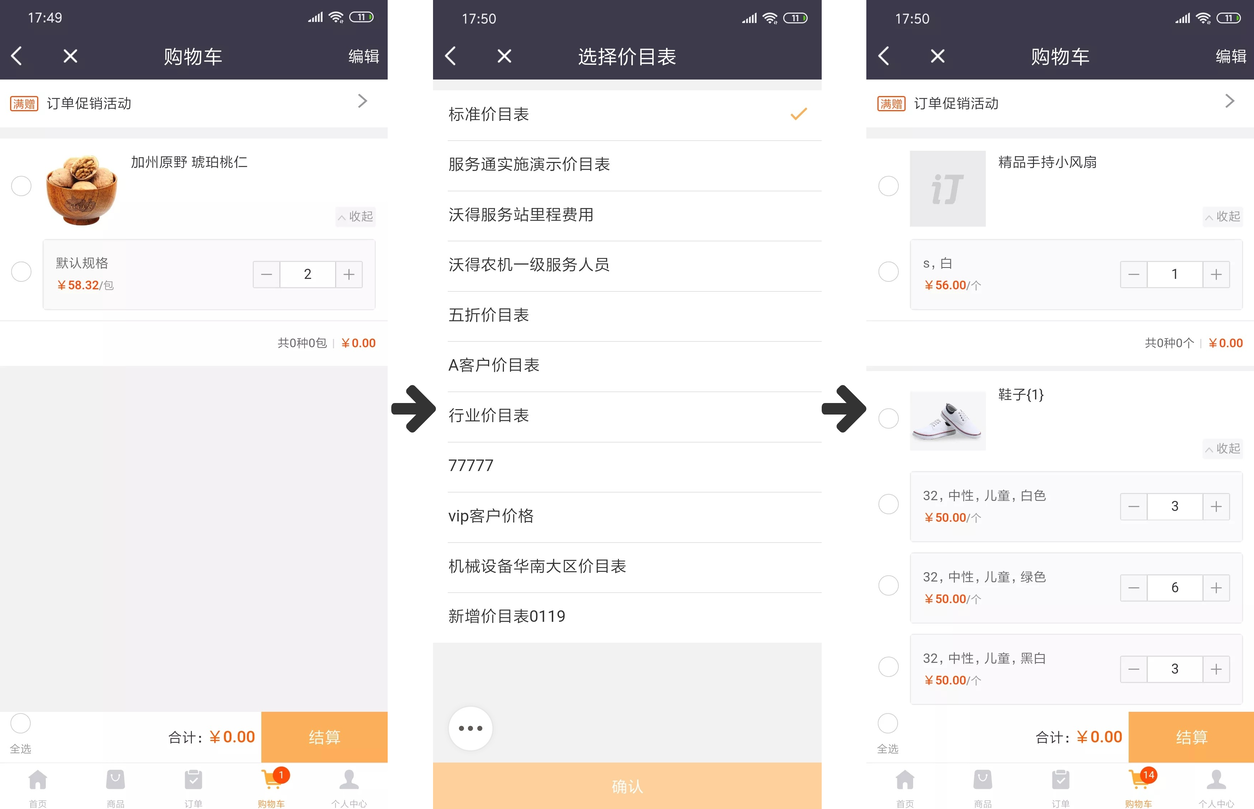 17:49
11
购物车
编辑
满赠 订单促销活动
加州原野 琥珀桃仁
收起
默认规格
￥58.32/包
2
共0种0包 ￥0.00
全选
合计：￥0.00
结算
1
首页
商品
订单
购物车
个人中心
17:50
11
选择价目表
标准价目表
服务通实施演示价目表
沃得服务站里程费用
沃得农机一级服务人员
五折价目表
A客户价目表
行业价目表
77777
vip客户价格
机械设备华南大区价目表
新增价目表0119
确认
17:50
11
购物车
编辑
满赠 订单促销活动
iT
精品手持小风扇
收起
s, 白
￥56.00/个
1
共0种0个 ￥0.00
鞋子{1}
收起
32, 中性, 儿童, 白色
￥50.00/个
3
32, 中性, 儿童, 绿色
￥50.00/个
6
32, 中性, 儿童, 黑白
￥50.00/个
3
全选
合计：￥0.00
结算
14
首页
商品
订单
购物车
个人中心